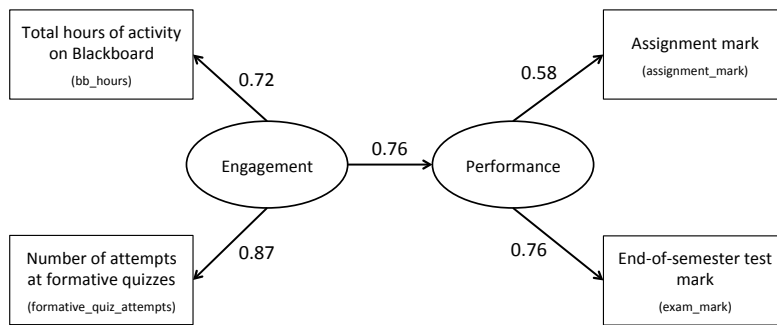 Total hours of activity
on Blackboard
(bb_hours)
Assignment mark
(assignment_mark)
0.72
0.58
Engagement
0.76
Performance
0.87
0.76
Number of attempts
at formative quizzes
(formative_quiz_attempts)
End-of-semester test
mark
(exam_mark)